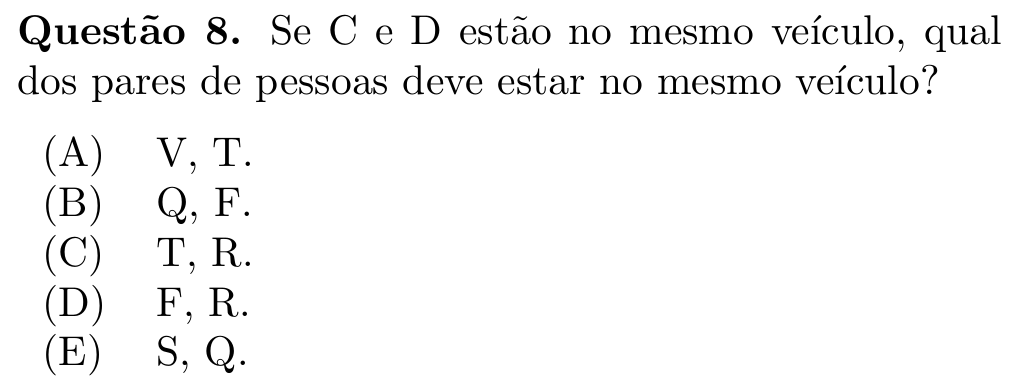 Questão 8. Se C e D estão no mesmo veículo, qual
dos pares de pessoas deve estar no mesmo veículo?
(A) V, T.
(B) Q, F.
(C) T, R.
(D) F, R.
(E) S, Q.